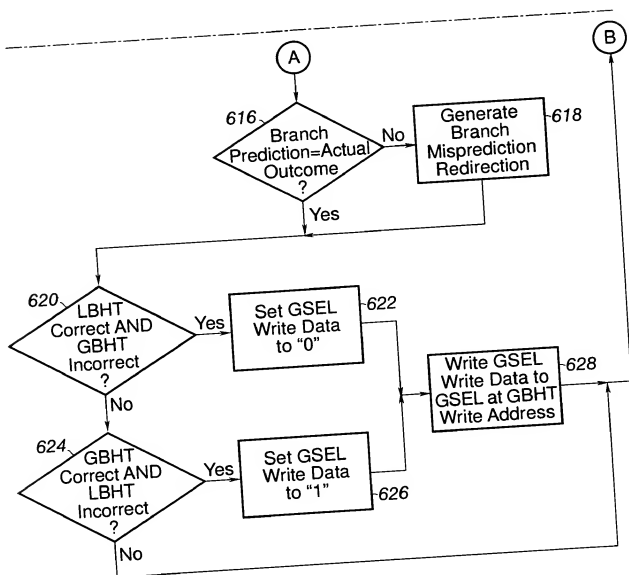 A
B
616
Branch
Prediction=Actual
Outcome
?
No
Generate
Branch
Misprediction
Redirection
618
Yes
620
LBHT
Correct AND
GBHT
Incorrect
?
Yes
Set GSEL
Write Data
to "0"
622
Write GSEL
Write Data to
GSEL at GBHT
Write Address
628
No
624
GBHT
Correct AND
LBHT
Incorrect
?
Yes
Set GSEL
Write Data
to "1"
626
No